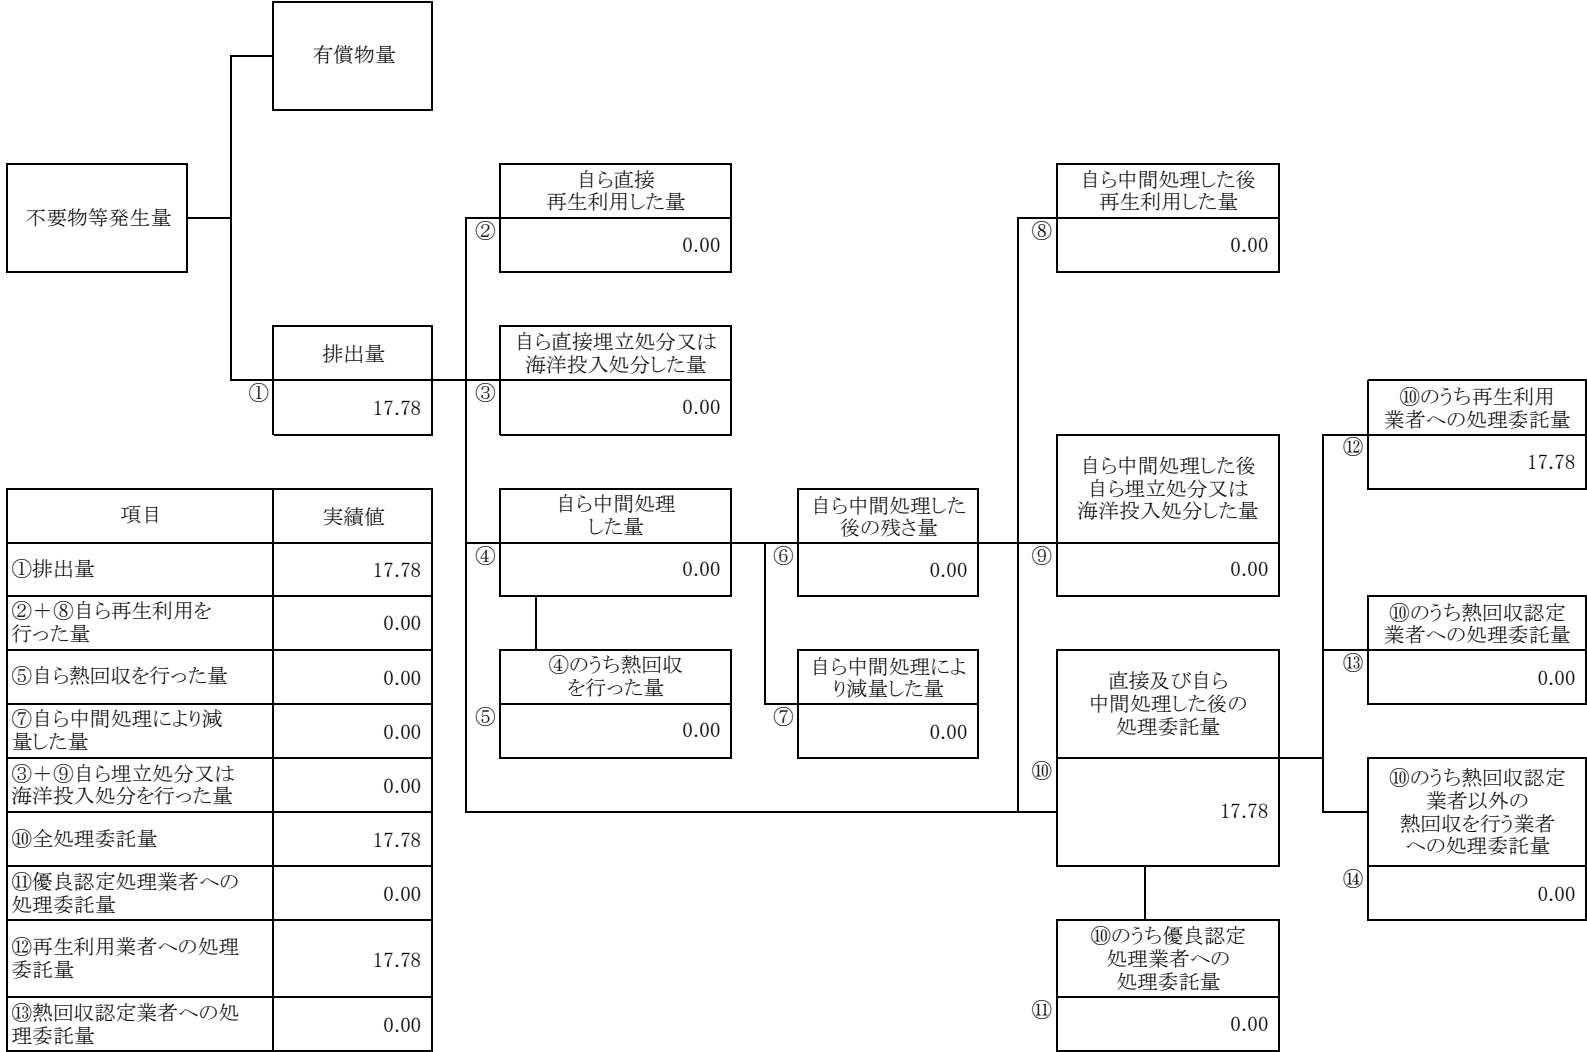 有償物量
不要物等発生量
排出量
①
17.78
自ら直接
再生利用した量
②
0.00
自ら直接埋立処分又は
海洋投入処分した量
③
0.00
自ら中間処理
した量
④
0.00
④のうち熱回収
を行った量
⑤
0.00
自ら中間処理した
後の残さ量
⑥
0.00
自ら中間処理によ
り減量した量
⑦
0.00
自ら中間処理した後
再生利用した量
⑧
0.00
自ら中間処理した後
自ら埋立処分又は
海洋投入処分した量
⑨
0.00
直接及び自ら
中間処理した後の
処理委託量
⑩
17.78
⑩のうち優良認定
処理業者への
処理委託量
⑪
0.00
⑩のうち再生利用
業者への処理委託量
⑫
17.78
⑩のうち熱回収認定
業者への処理委託量
⑬
0.00
⑩のうち熱回収認定
業者以外の
熱回収を行う業者
への処理委託量
⑭
0.00
項目
実績値
①排出量
17.78
②＋⑧自ら再生利用を
行った量
0.00
⑤自ら熱回収を行った量
0.00
⑦自ら中間処理により減
量した量
0.00
③＋⑨自ら埋立処分又は
海洋投入処分を行った量
0.00
⑩全処理委託量
17.78
⑪優良認定処理業者への
処理委託量
0.00
⑫再生利用業者への処理
委託量
17.78
⑬熱回収認定業者への処
理委託量
0.00